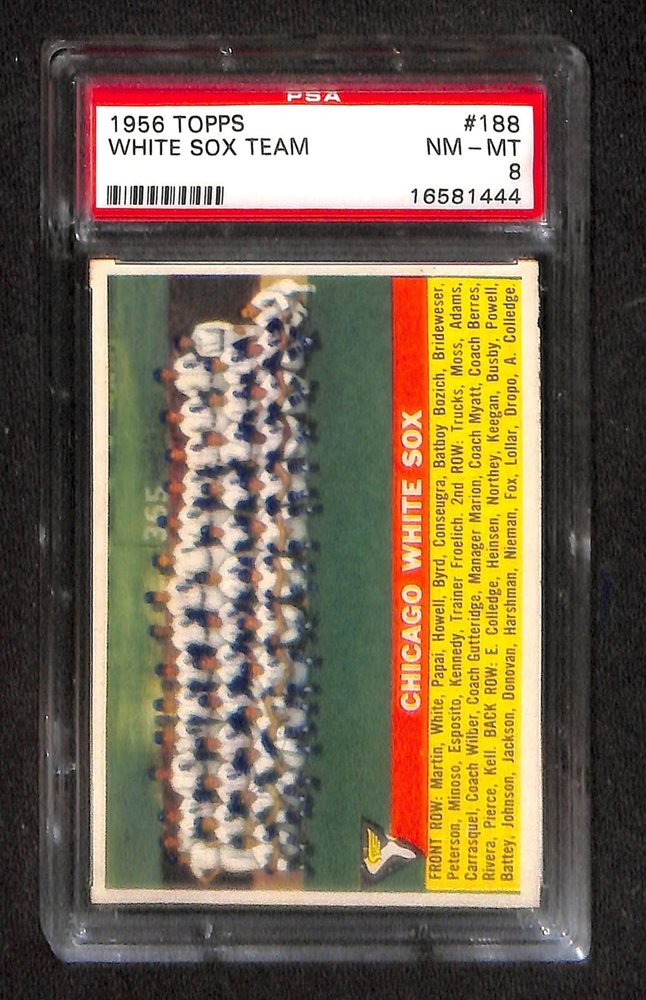 PSA
1956 TOPPS #188
WHITE SOX TEAM NM - MT
8
16581444
365
CHICAGO WHITE SOX
FRONT ROW: Martin, White, Papai, Howell, Byrd, Conseugra, Batboy Bozich, Brideweser,
Peterson, Minoso, Esposito, Kennedy, Trainer Froelich 2nd ROW: Trucks, Moss, Adams,
Carrasquel, Coach Wilber, Coach Gutteridge, Manager Marion, Coach Myatt, Coach Berres,
Rivera, Pierce, Kell. BACK ROW: E. Colledge, Heinsen, Northey, Keegan, Busby, Powell,
Battey, Johnson, Jackson, Donovan, Harshman, Nieman, Fox, Lollar, Dropo, A. Colledge.